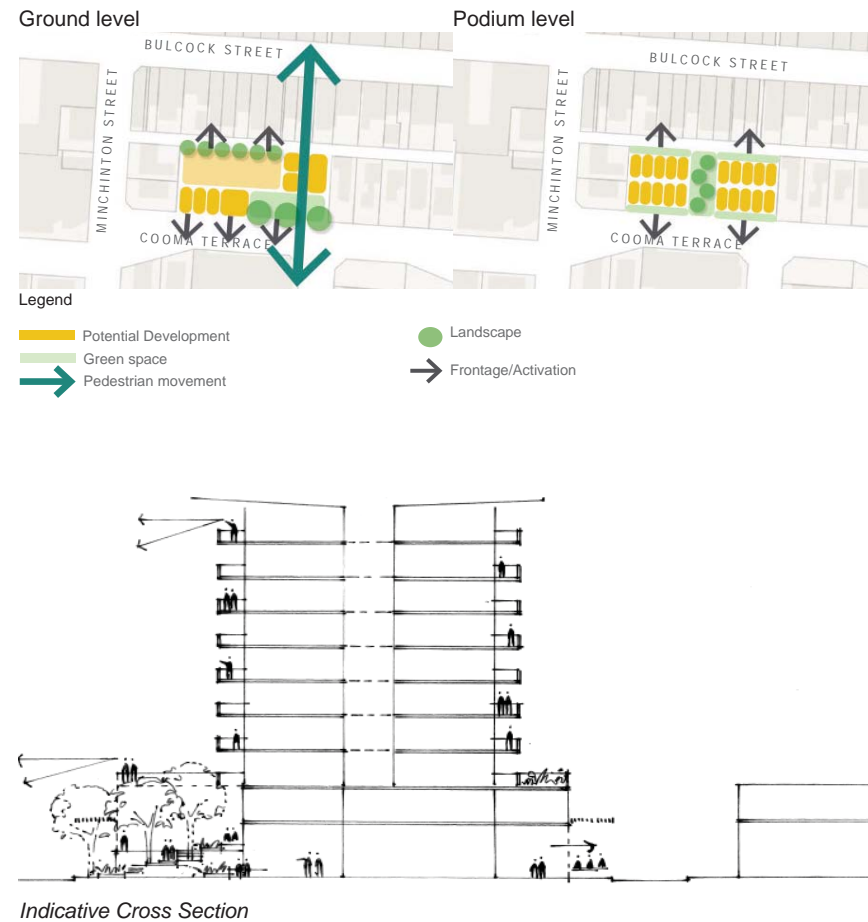 Ground level
BULCOCK STREET
MINCHINTON STREET
COOMA TERRACE
Podium level
BULCOCK STREET
MINCHINTON STREET
COOMA TERRACE
Legend
Potential Development
Green space
Pedestrian movement
Landscape
Frontage/Activation
Indicative Cross Section